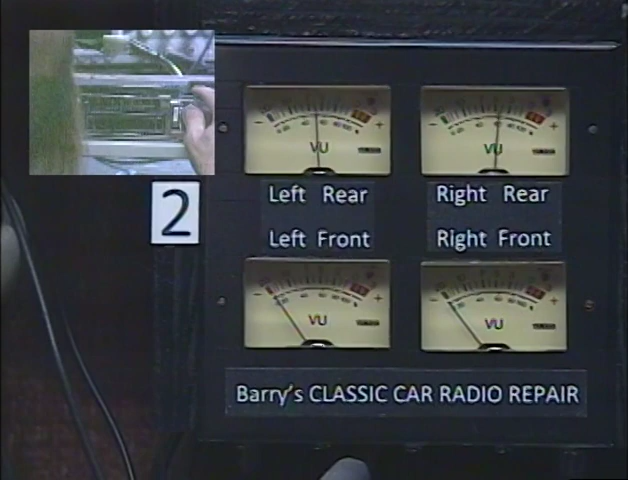 VU
VU
Left Rear
Right Rear
2
Left Front
Right Front
VU
VU
Barry's CLASSIC CAR RADIO REPAIR